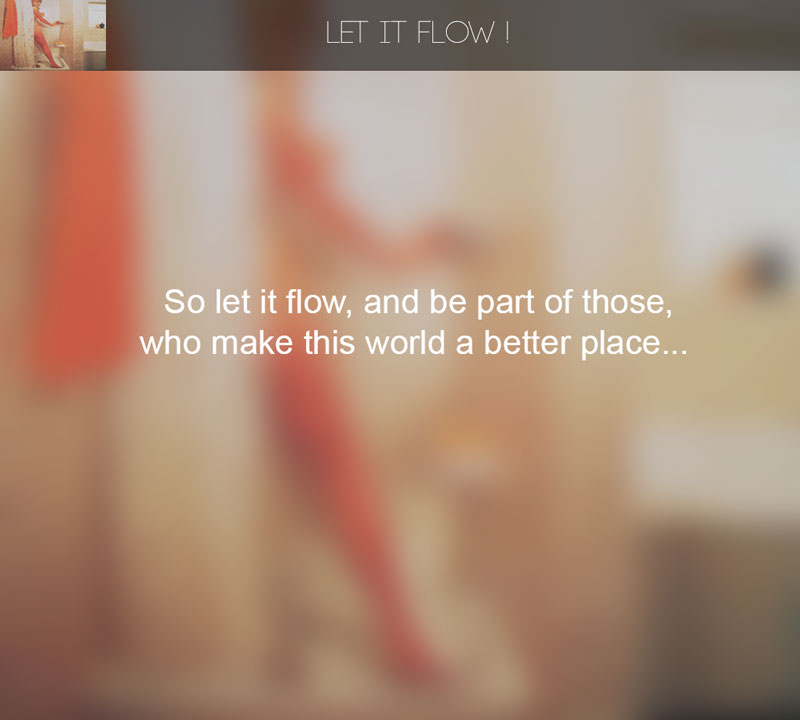 LET IT FLOW !
So let it flow, and be part of those,
who make this world a better place...